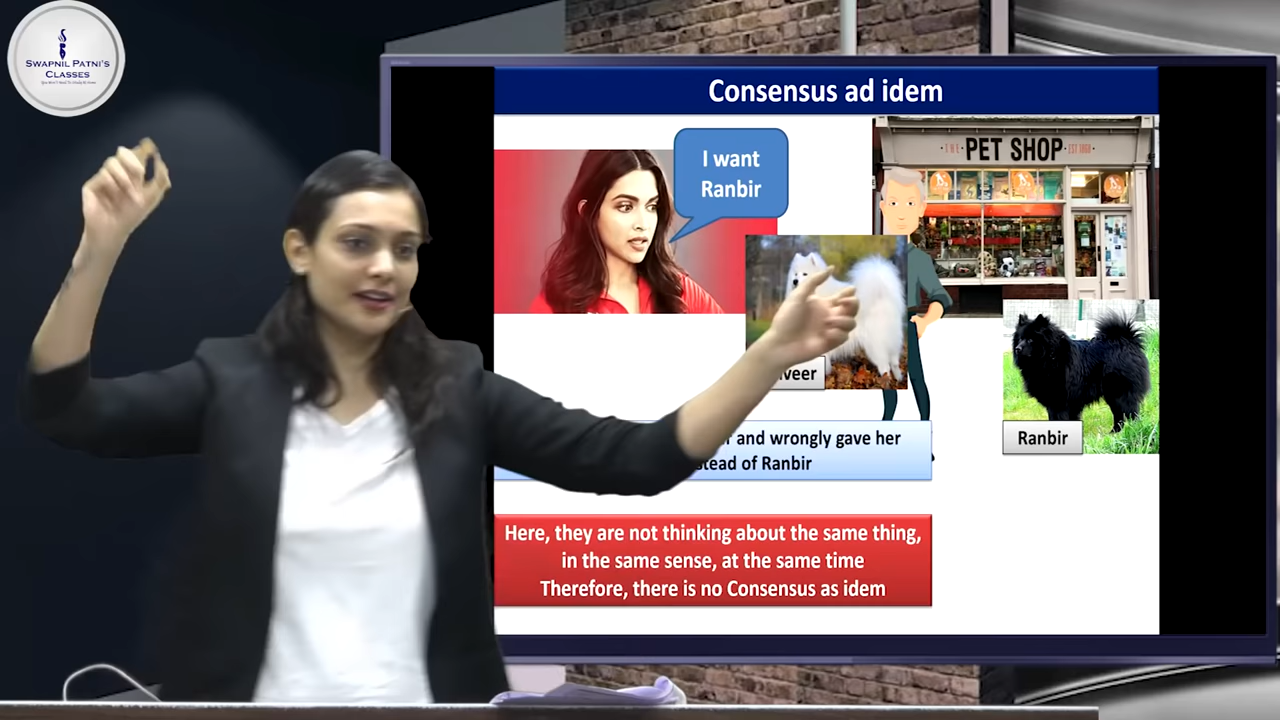 SWAPNIL PATNI'S
CLASSES
Consensus ad idem
I want
Ranbir
THE PET SHOP EST
Ranbir
and wrongly gave her
of Ranbir
Here, they are not thinking about the same thing,
in the same sense, at the same time
Therefore, there is no Consensus as idem